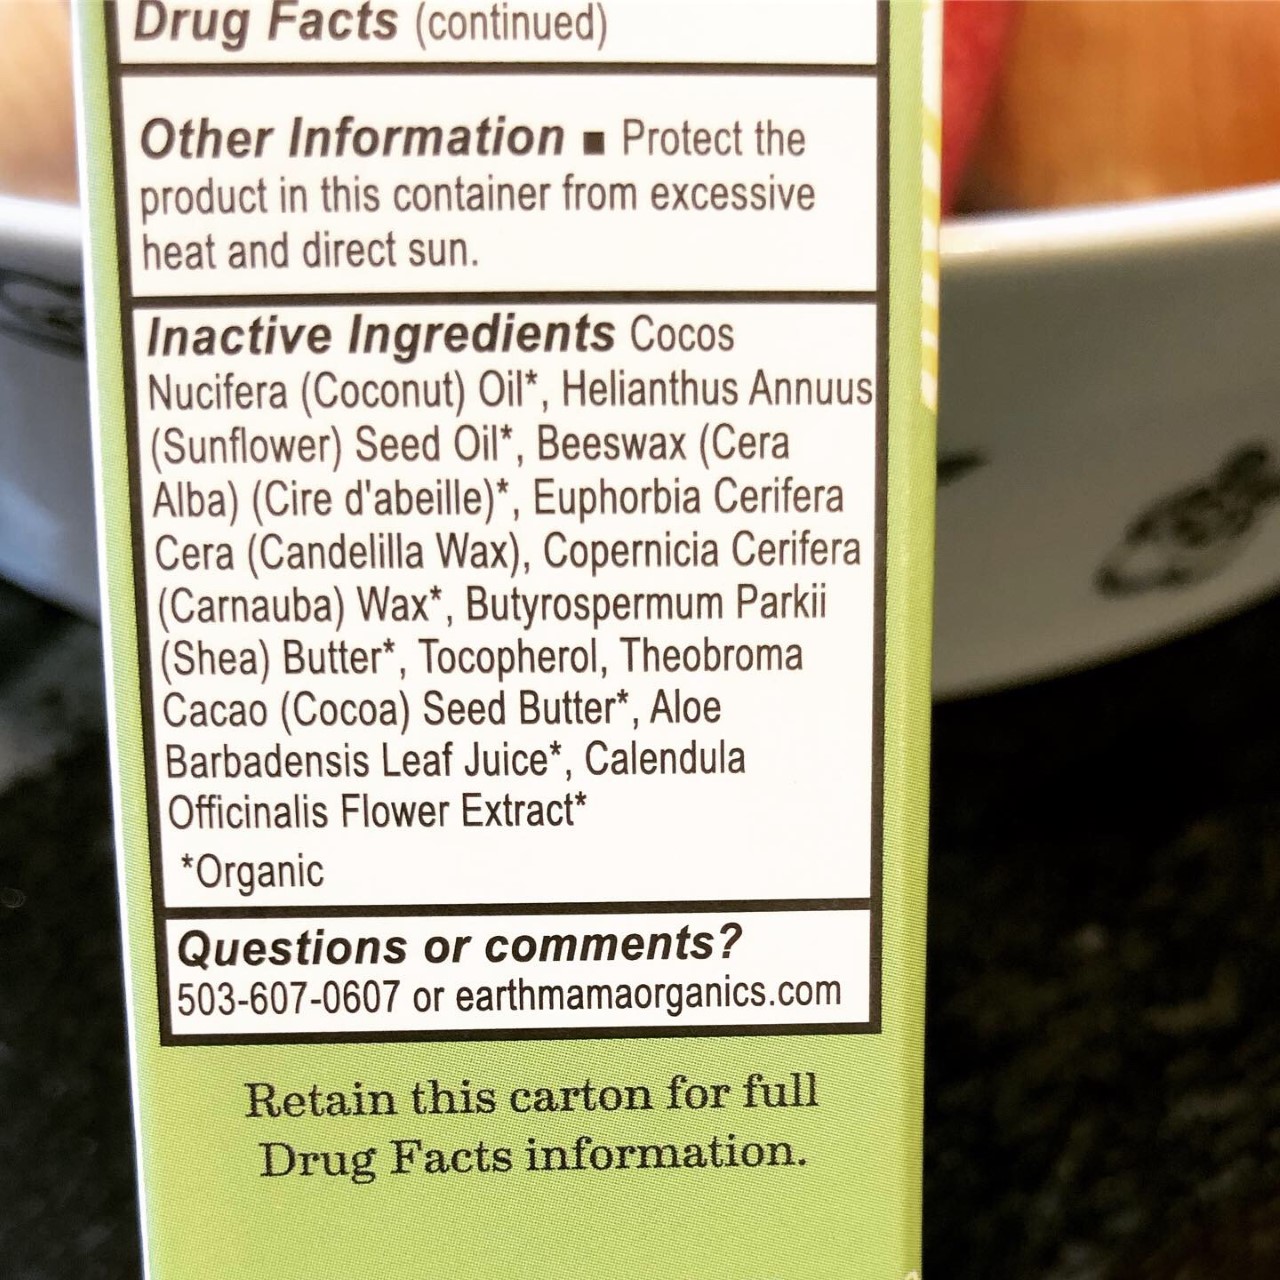 Drug Facts (continued)
Other Information ■ Protect the
product in this container from excessive
heat and direct sun.
Inactive Ingredients Cocos
Nucifera (Coconut) Oil*, Helianthus Annuus
(Sunflower) Seed Oil*, Beeswax (Cera
Alba) (Cire d'abeille)*, Euphorbia Cerifera
Cera (Candelilla Wax), Copernicia Cerifera
(Carnauba) Wax*, Butyrospermum Parkii
(Shea) Butter*, Tocopherol, Theobroma
Cacao (Cocoa) Seed Butter*, Aloe
Barbadensis Leaf Juice*, Calendula
Officinalis Flower Extract*
*Organic
Questions or comments?
503-607-0607 or earthmamaorganics.com
Retain this carton for full
Drug Facts information.